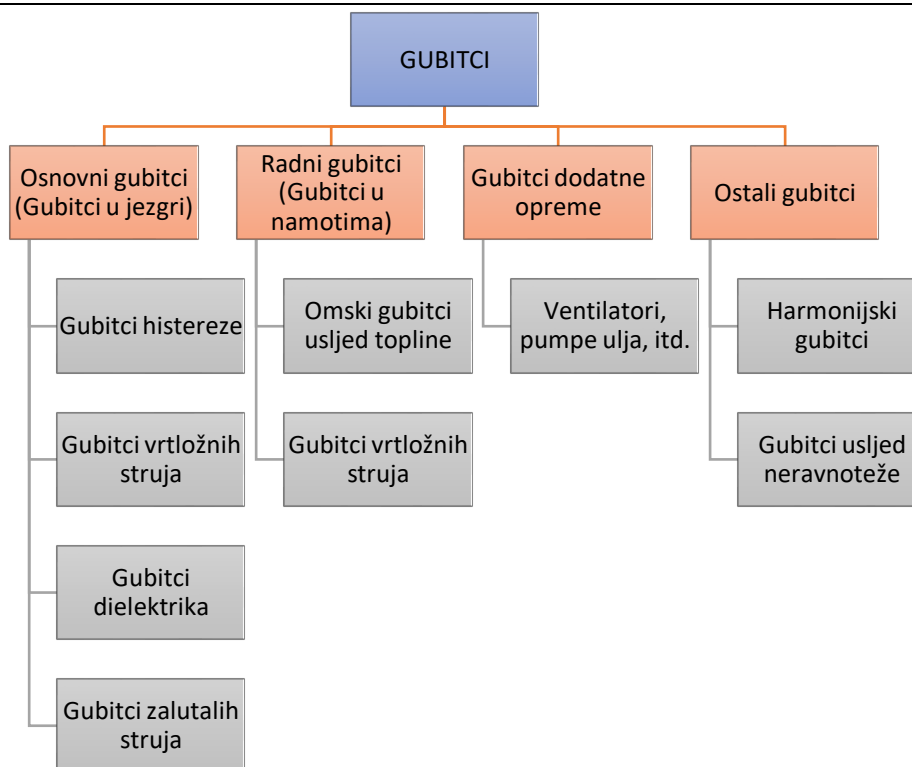 GUBITCI
Osnovni gubitci
(Gubitci u jezgri)
Gubitci histereze
Gubitci vrtložnih
struja
Gubitci
dielektrika
Gubitci zalutalih
struja
Radni gubitci
(Gubitci u
namotima)
Omski gubitci
usljed topline
Gubitci vrtložnih
struja
Gubitci dodatne
opreme
Ventilatori,
pumpe ulja, itd.
Ostali gubitci
Harmonijski
gubitci
Gubitci usljed
neravnoteže